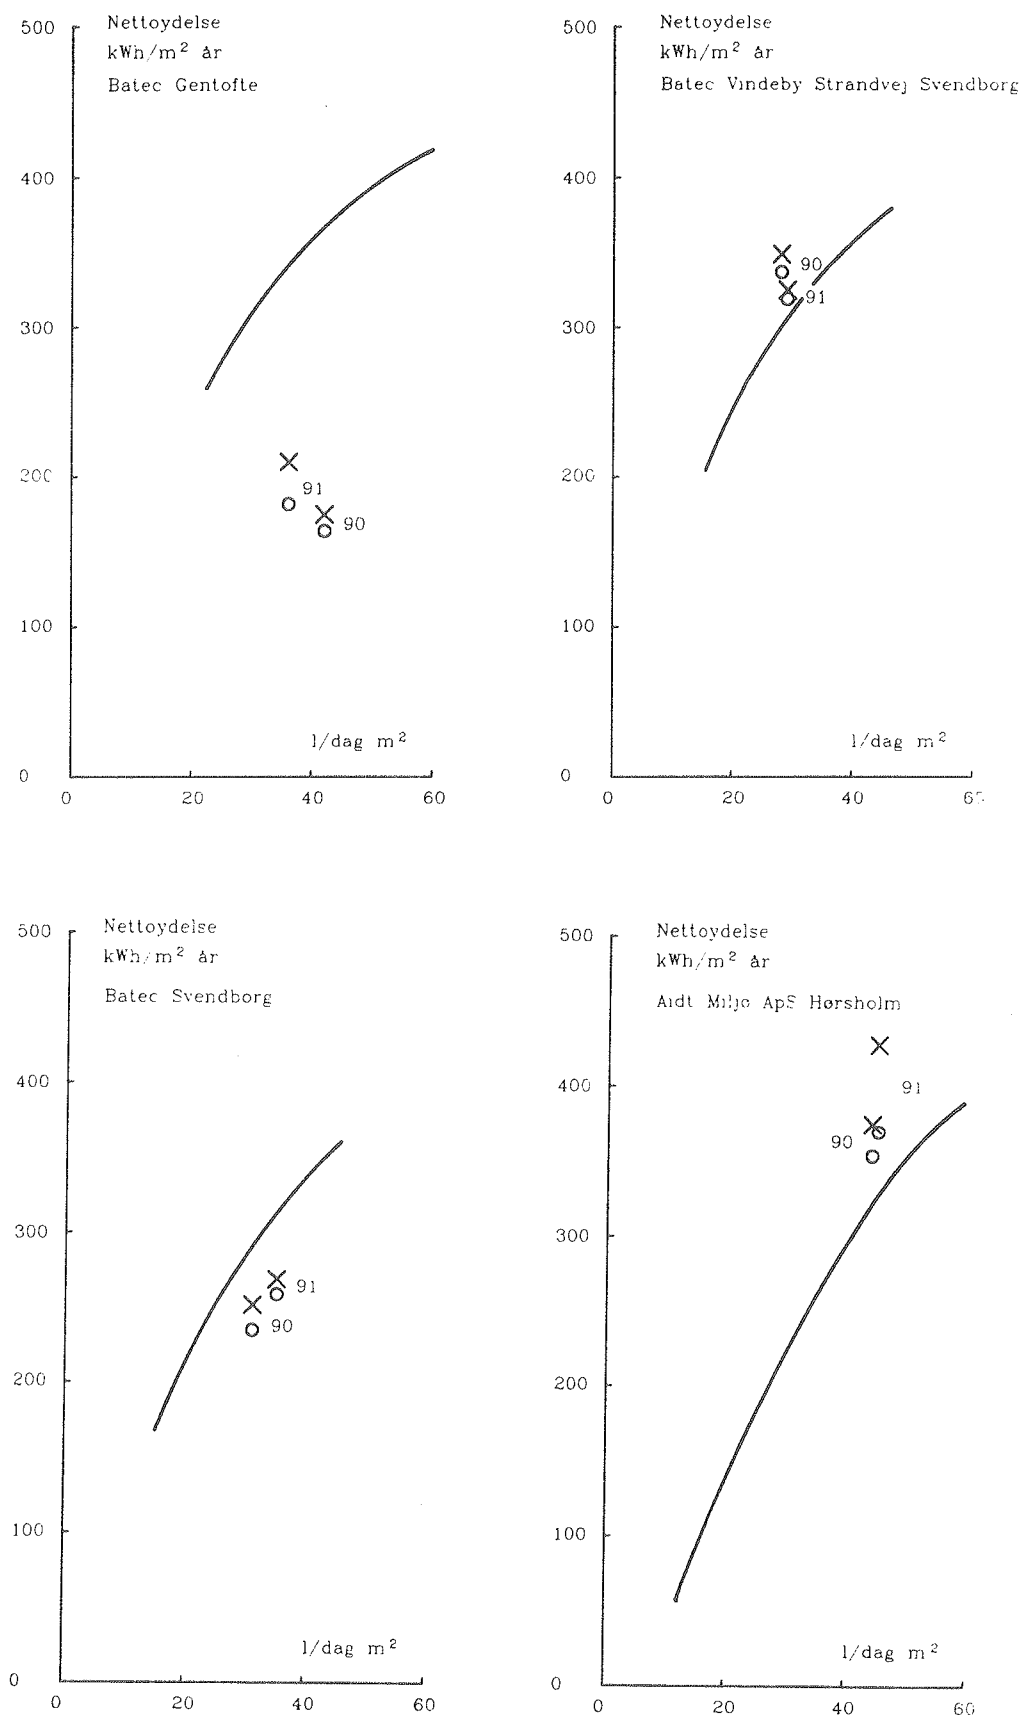 500
Nettoydelse
kWh/m² år
Batec Gentofte
400
300
200
91
90
100
l/dag m²
0
0 20 40 60
500
Nettoydelse
kWh/m² år
Batec Vindeby Strandvej Svendborg
400
90
300
91
200
100
l/dag m²
0
0 20 40 60
500
Nettoydelse
kWh/m² år
Batec Svendborg
400
300
91
90
200
100
l/dag m²
0
0 20 40 60
500
Nettoydelse
kWh/m² år
Aidt Miljo ApS Hørsholm
400
91
90
300
200
100
l/dag m²
0
0 20 40 60